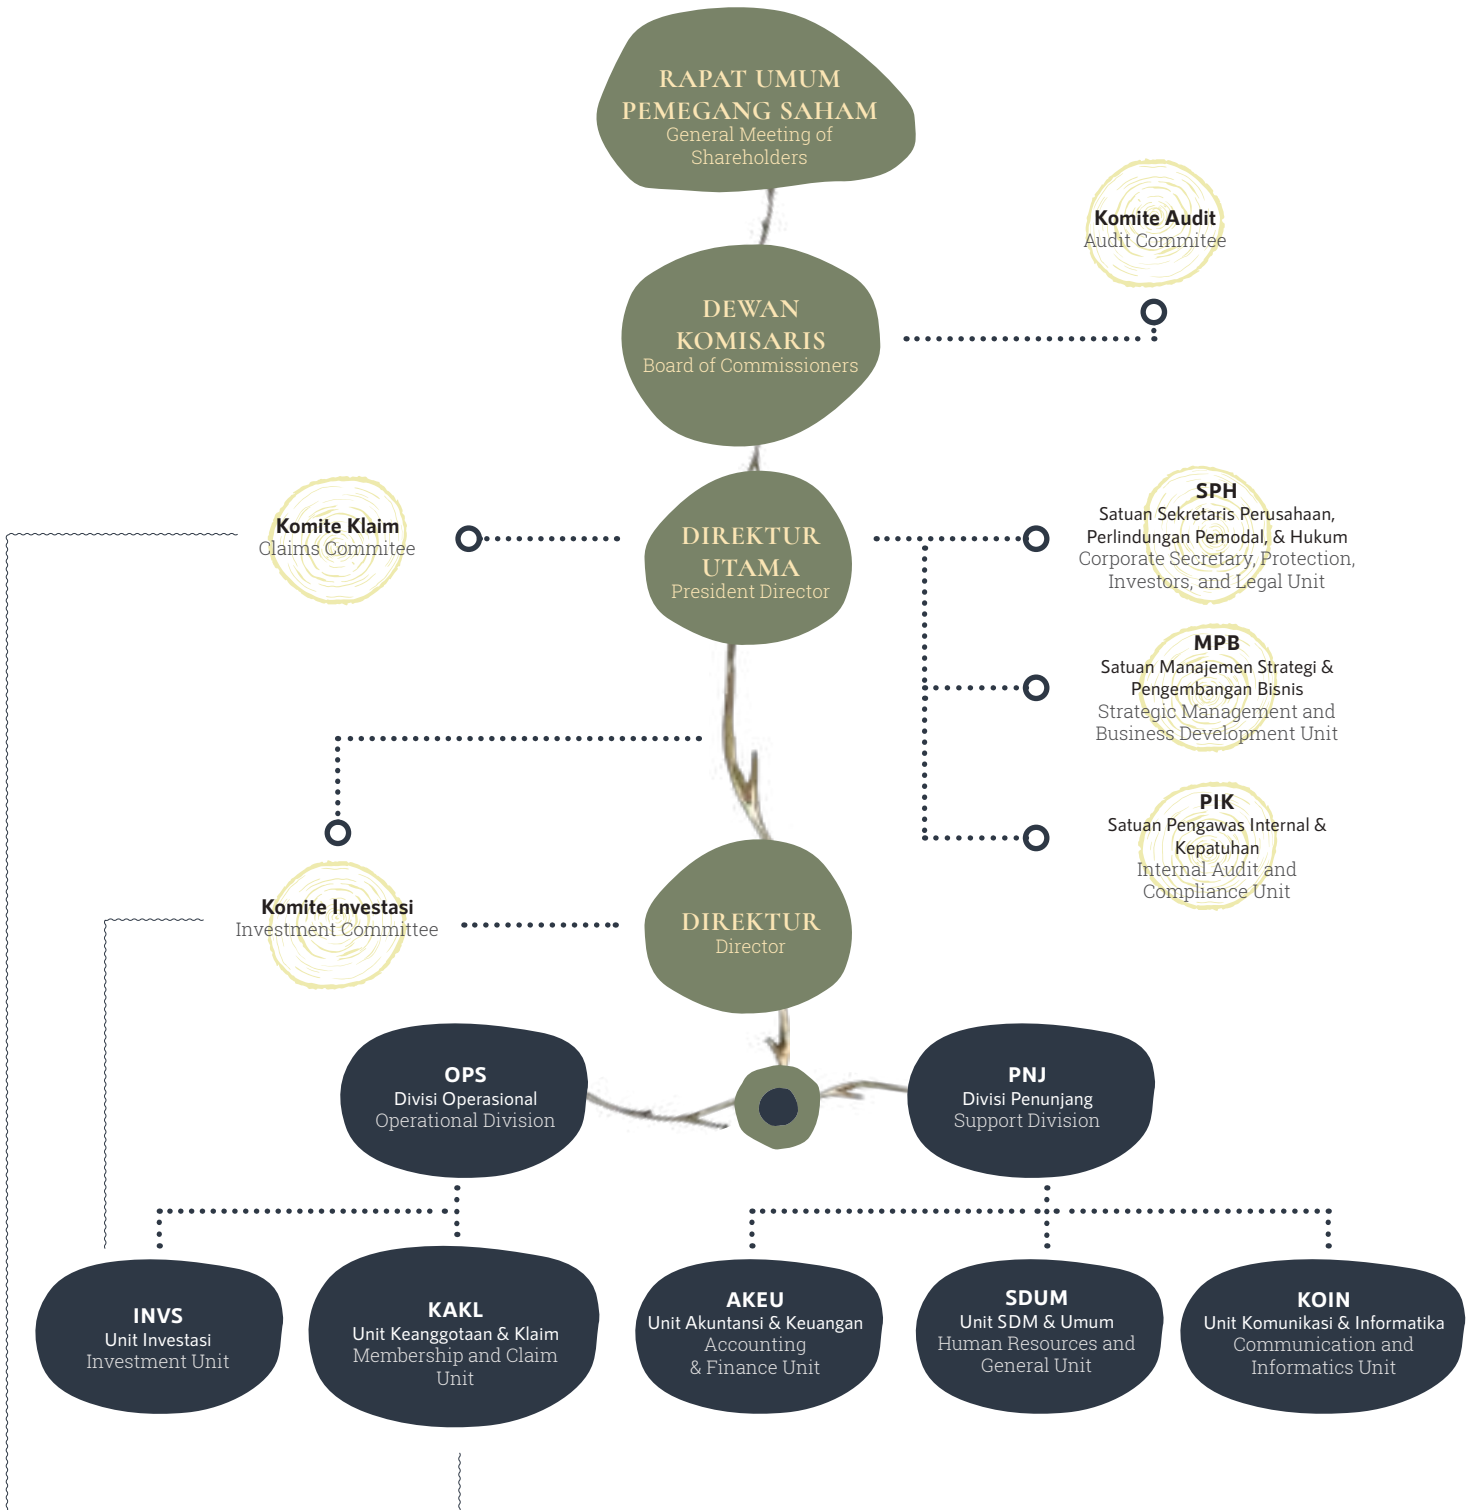 RAPAT UMUM
PEMEGANG SAHAM
General Meeting of
Shareholders
Komite Audit
Audit Commitee
DEWAN
KOMISARIS
Board of Commissioners
Komite Klaim
Claims Commitee
DIREKTUR
UTAMA
President Director
SPH
Satuan Sekretaris Perusahaan,
Perlindungan Pemodal, & Hukum
Corporate Secretary, Protection,
Investors, and Legal Unit
MPB
Satuan Manajemen Strategi &
Pengembangan Bisnis
Strategic Management and
Business Development Unit
PIK
Satuan Pengawas Internal &
Kepatuhan
Internal Audit and
Compliance Unit
Komite Investasi
Investment Committee
DIREKTUR
Director
OPS
Divisi Operasional
Operational Division
PNJ
Divisi Penunjang
Support Division
INVS
Unit Investasi
Investment Unit
KAKL
Unit Keanggotaan & Klaim
Membership and Claim
Unit
AKEU
Unit Akuntansi & Keuangan
Accounting
& Finance Unit
SDUM
Unit SDM & Umum
Human Resources and
General Unit
KOIN
Unit Komunikasi & Informatika
Communication and
Informatics Unit